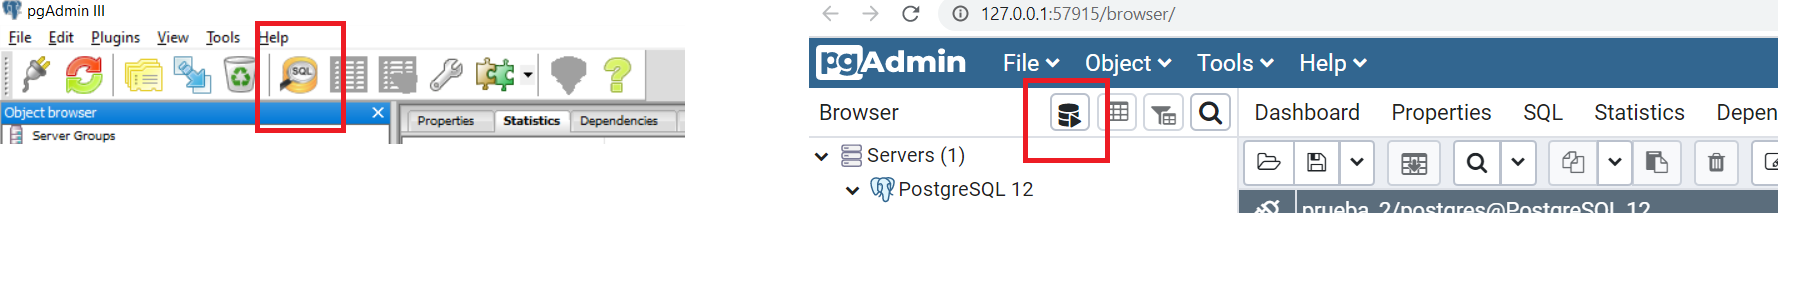 pgAdmin III
File Edit Plugins View Tools Help
SQL
Object browser
Server Groups
Properties Statistics Dependencies
127.0.0.1:57915/browser/
pgAdmin File Object Tools Help
Browser
Dashboard Properties SQL Statistics Depen
Servers (1)
PostgreSQL 12
prueba_2/postgres@PostgreSQL 12